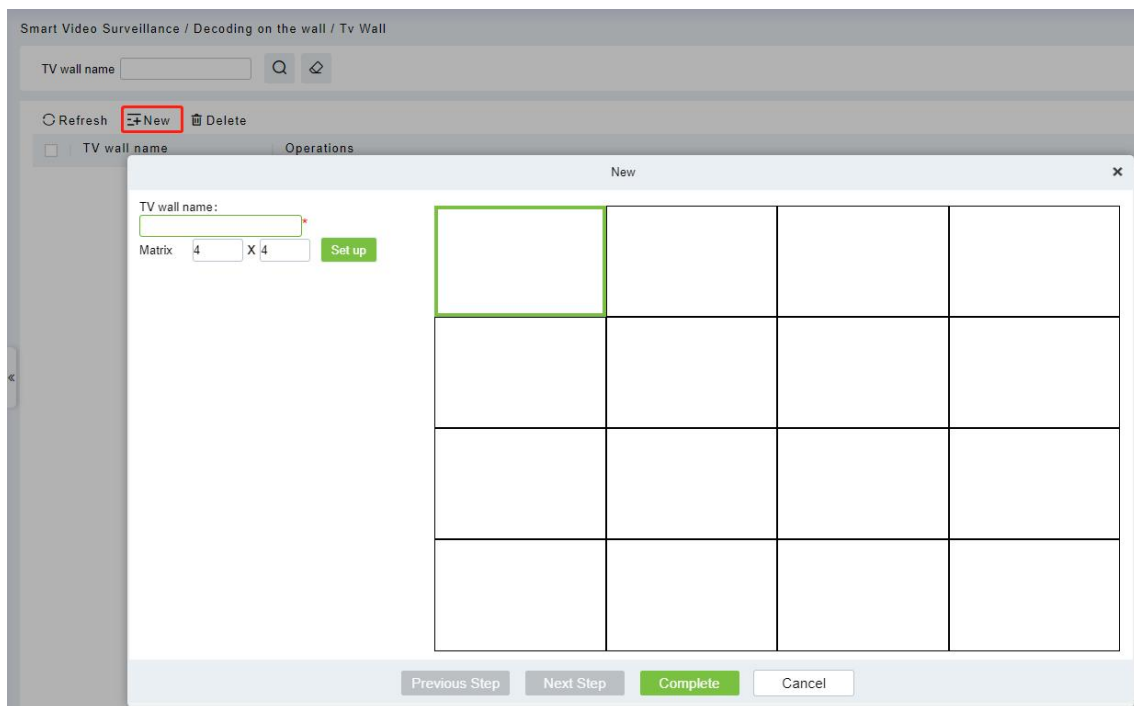 Smart Video Surveillance / Decoding on the wall / Tv Wall
TV wall name
Refresh New Delete
TV wall name Operations
New
TV wall name:
*
Matrix 4 X 4 Set up
Previous Step Next Step Complete Cancel